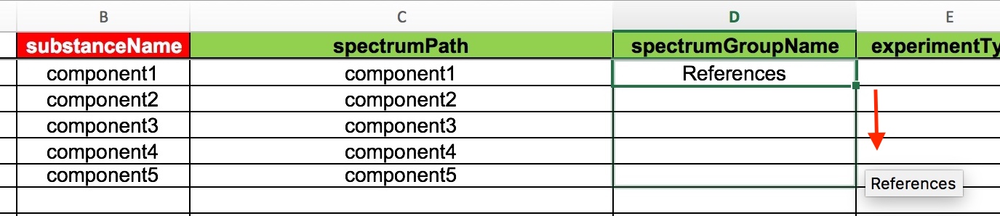 B C D E
substanceName spectrumPath spectrumGroupName experimentTy
component1 component1 References
component2 component2
component3 component3
component4 component4
component5 component5
References